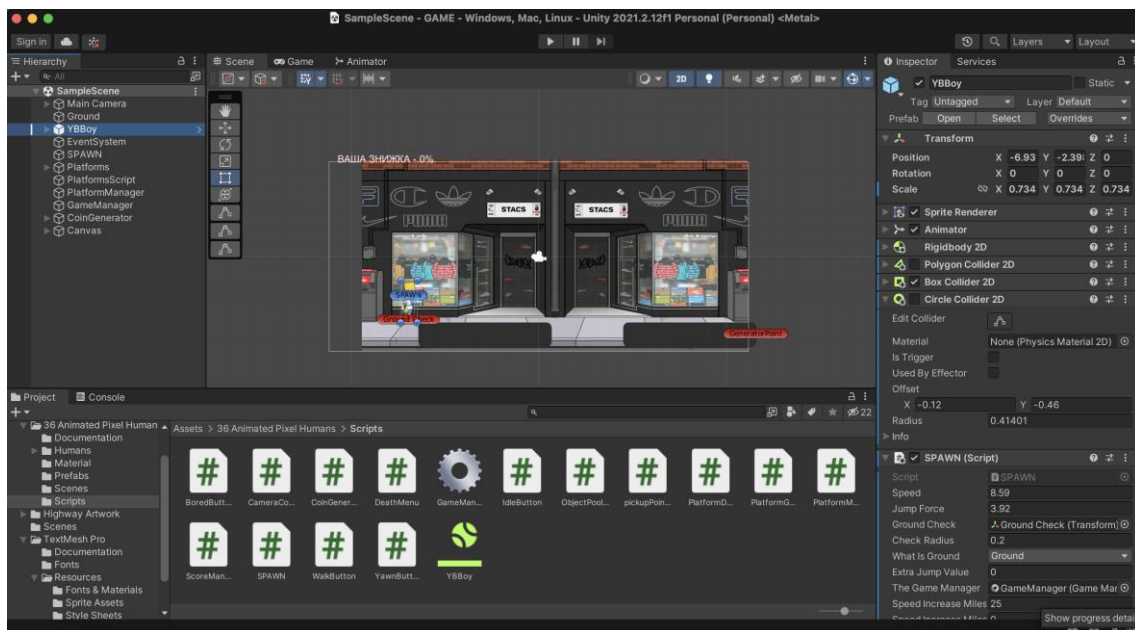 SampleScene - GAME - Windows, Mac, Linux - Unity 2021.2.12f1 Personal (Personal) <Metal>
Sign in
Layers
Layout
Hierarchy
All
SampleScene
Main Camera
Ground
YBBoy
EventSystem
SPAWN
Platforms
PlatformsScript
PlatformManager
GameManager
CoinGenerator
Canvas
Scene Game Animator
2D
ВАША ЗНИЖКА - 0%
STACS
STACS
PUMA
PUMA
SPAWN
Ground Check
GeneratorPoint
Inspector Services
YBBoy Static
Tag Untagged Layer Default
Prefab Open Select Overrides
Transform
Position X -6.93 Y -2.39 Z 0
Rotation X 0 Y 0 Z 0
Scale X 0.734 Y 0.734 Z 0.734
Sprite Renderer
Animator
Rigidbody 2D
Polygon Collider 2D
Box Collider 2D
Circle Collider 2D
Edit Collider
Material None (Physics Material 2D)
Is Trigger
Used By Effector
Offset
X -0.12 Y -0.46
Radius 0.41401
Info
SPAWN (Script)
Script SPAWN
Speed 8.59
Jump Force 3.92
Ground Check Ground Check (Transform)
Check Radius 0.2
What Is Ground Ground
Extra Jump Value 0
The Game Manager GameManager (Game Mar
Speed Increase Miles 25
Show progress detai
Project Console
22
36 Animated Pixel Human
Documentation
Humans
Material
Prefabs
Scenes
Scripts
Highway Artwork
Scenes
TextMesh Pro
Documentation
Fonts
Resources
Fonts & Materials
Sprite Assets
Style Sheets
Assets > 36 Animated Pixel Humans > Scripts
BoredButt... CameraCo... CoinGener... DeathMenu GameMan... IdleButton ObjectPool... pickupPoin... PlatformD... PlatformG... PlatformM...
ScoreMan... SPAWN WalkButton YawnButt... YBBoy